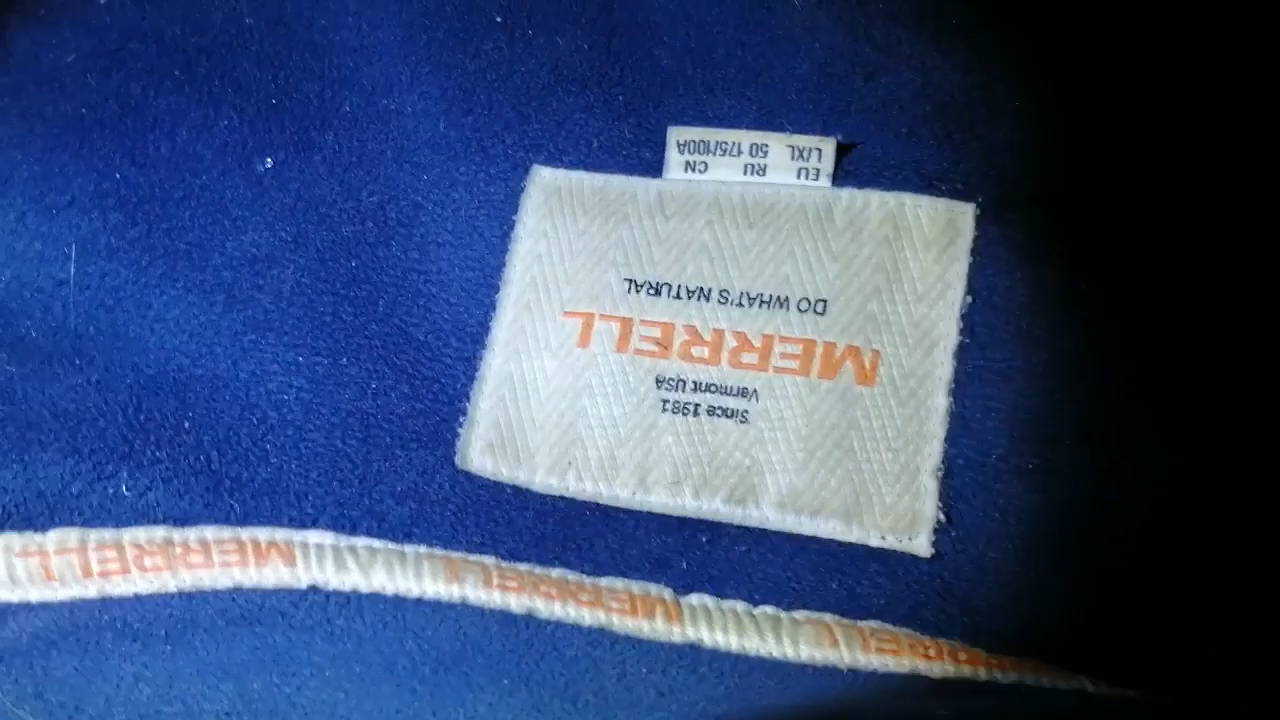 Since 1981
Vermont.USA
MERRELL
DO WHAT'S NATURAL
EU RU CN
L/XL 50 175/100A
MERRELL MERRELL MERRELL